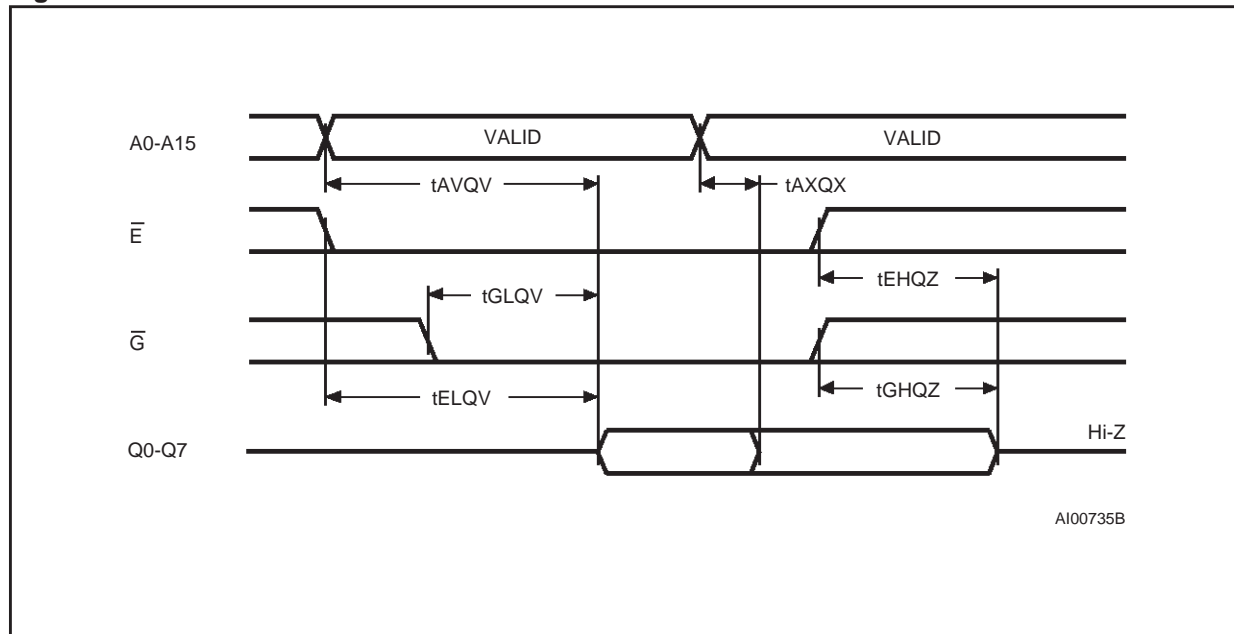 A0-A15
VALID
VALID
tAVQV
tAXQX
E̅
tEHQZ
tGLQV
G̅
tGHQZ
tELQV
Hi-Z
Q0-Q7
AI00735B